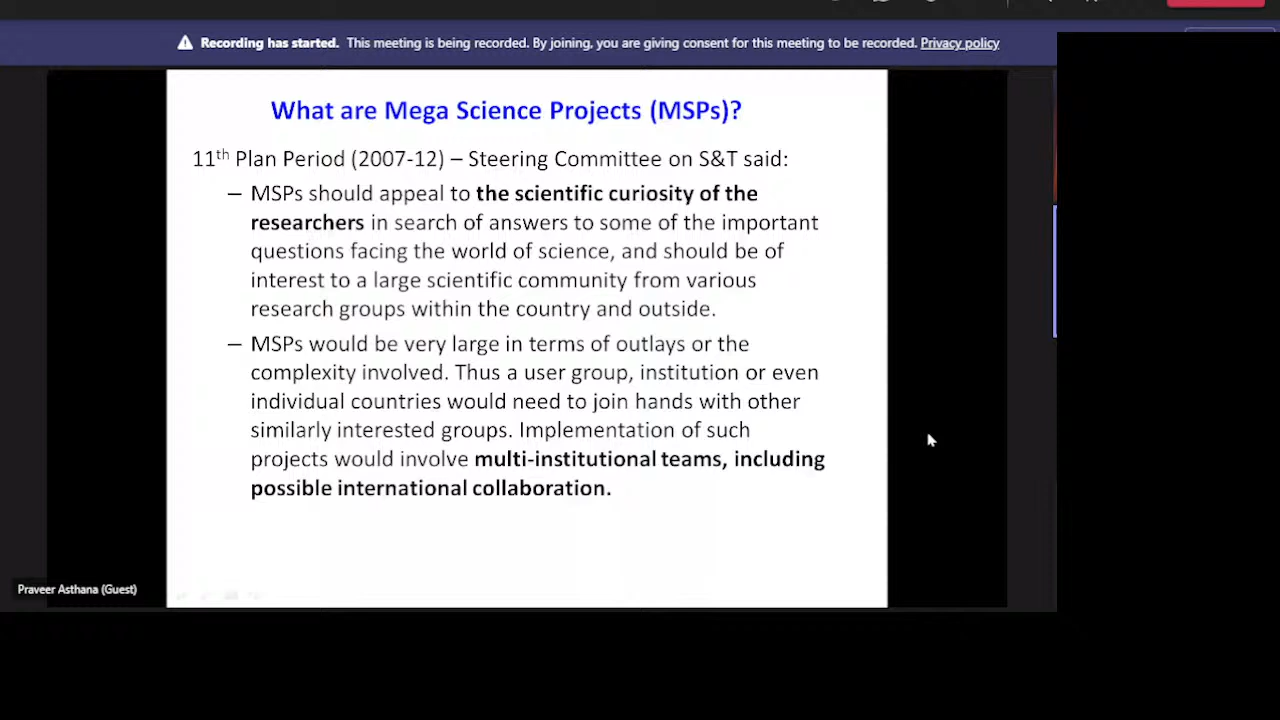 Recording has started. This meeting is being recorded. By joining, you are giving consent for this meeting to be recorded. Privacy policy
What are Mega Science Projects (MSPs)?
11th Plan Period (2007-12) – Steering Committee on S&T said:
– MSPs should appeal to the scientific curiosity of the
researchers in search of answers to some of the important
questions facing the world of science, and should be of
interest to a large scientific community from various
research groups within the country and outside.
– MSPs would be very large in terms of outlays or the
complexity involved. Thus a user group, institution or even
individual countries would need to join hands with other
similarly interested groups. Implementation of such
projects would involve multi-institutional teams, including
possible international collaboration.
Praveer Asthana (Guest)